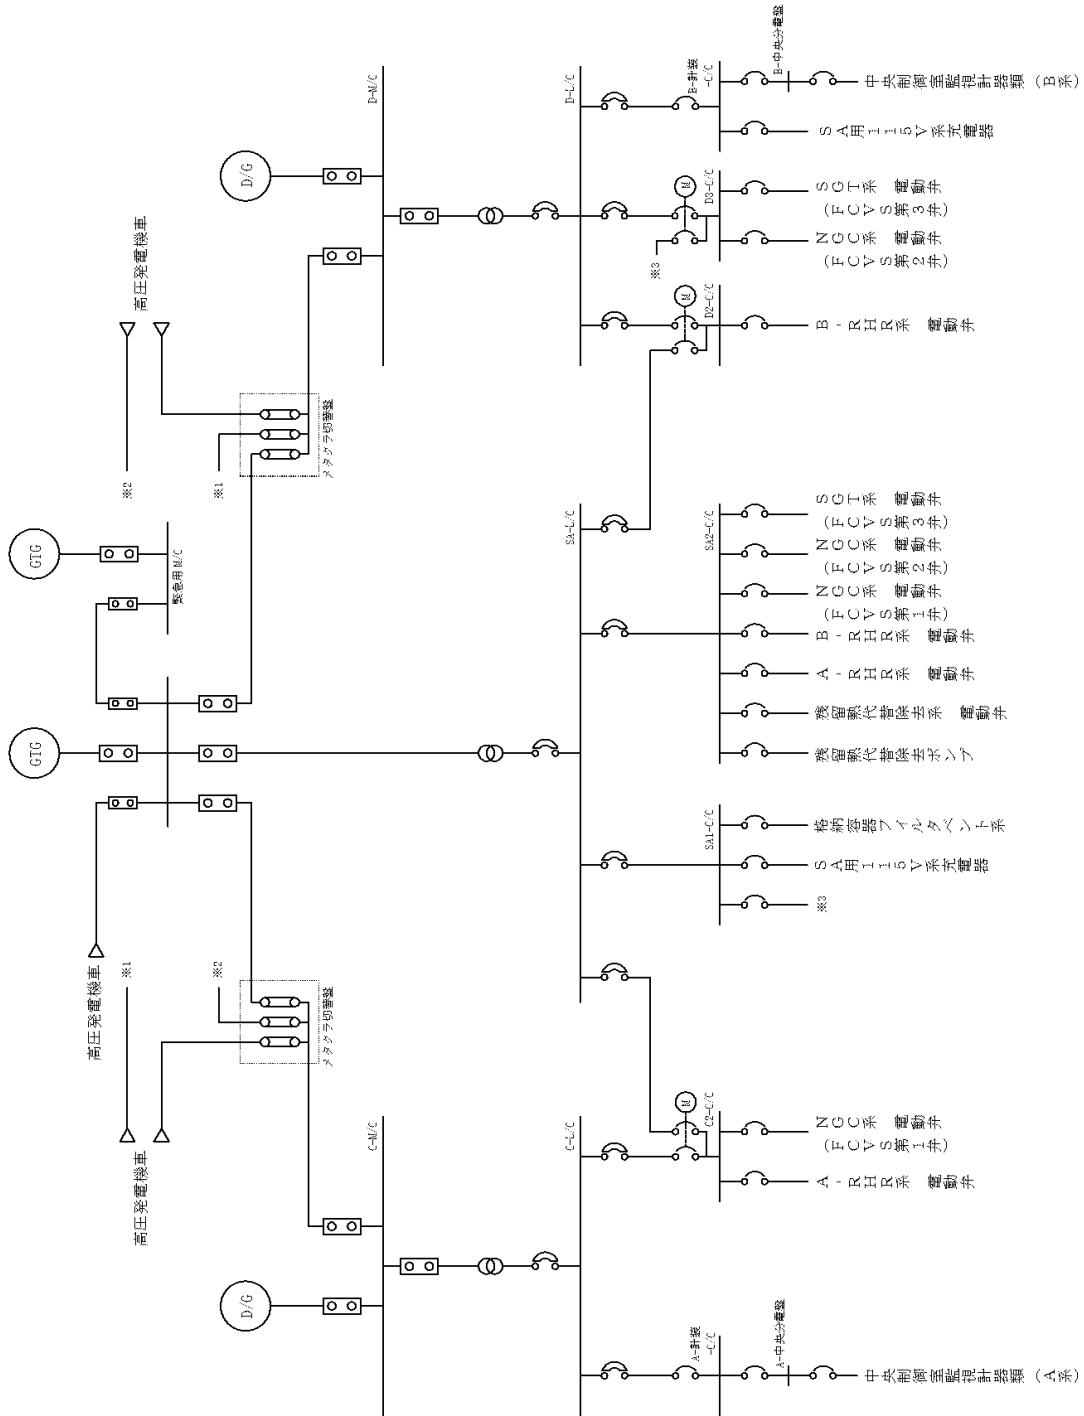 高圧発電機車
高圧発電機車
高圧発電機車
※1
※2
※2
※1
GTG
GTG
緊急用 M/C
D/G
D/G
メタクラ切替盤
メタクラ切替盤
C-M/C
D-M/C
C-L/C
SA-L/C
D-L/C
A-計装
-C/C
C2-C/C
M
SA1-C/C
SA2-C/C
D2-C/C
M
※3
D3-C/C
M
B-計装
-C/C
A-中央分電盤
B-中央分電盤
中央制御室監視計器類（A系）
A-RHR系 電動弁
NGC系 電動弁
(FCVS第1弁)
※3
SA用115V系充電器
格納容器フィルタベント系
残留熱代替除去ポンプ
残留熱代替除去系 電動弁
A-RHR系 電動弁
B-RHR系 電動弁
NGC系 電動弁
(FCVS第1弁)
NGC系 電動弁
(FCVS第2弁)
SGT系 電動弁
(FCVS第3弁)
B-RHR系 電動弁
NGC系 電動弁
(FCVS第2弁)
SGT系 電動弁
(FCVS第3弁)
SA用115V系充電器
中央制御室監視計器類（B系）